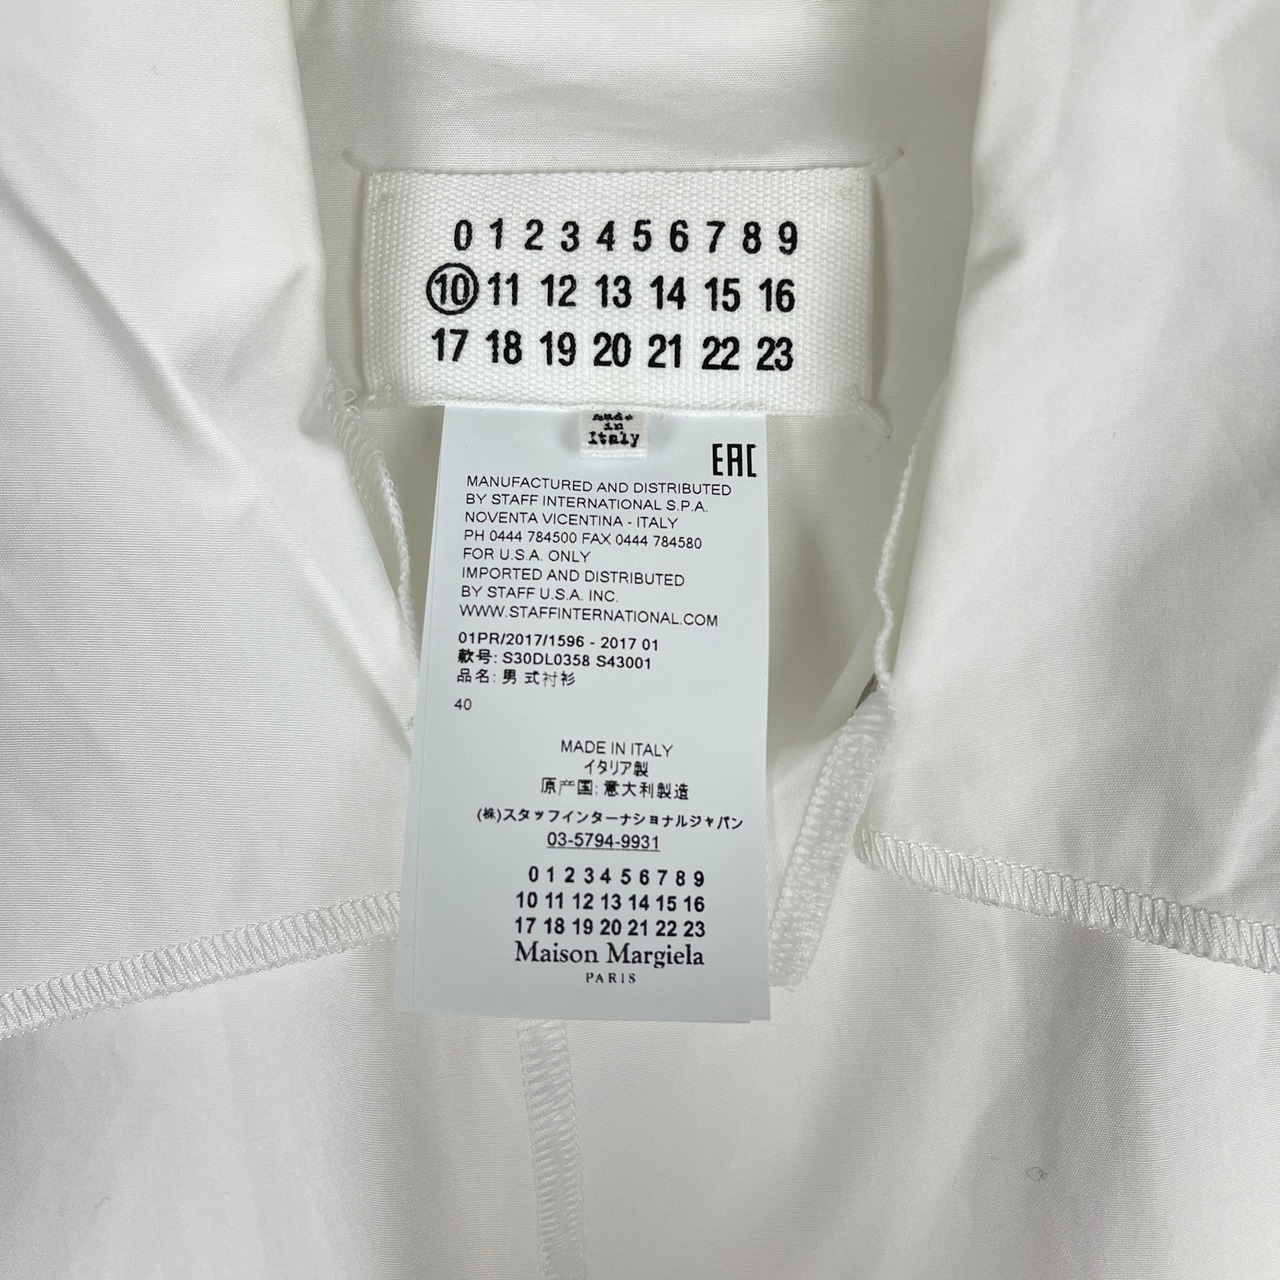 0 1 2 3 4 5 6 7 8 9
10 11 12 13 14 15 16
17 18 19 20 21 22 23
made
in
Italy
EAC
MANUFACTURED AND DISTRIBUTED
BY STAFF INTERNATIONAL S.P.A.
NOVENTA VICENTINA - ITALY
PH 0444 784500 FAX 0444 784580
FOR U.S.A. ONLY
IMPORTED AND DISTRIBUTED
BY STAFF U.S.A. INC.
WWW.STAFFINTERNATIONAL.COM
01PR/2017/1596 - 2017 01
款号: S30DL0358 S43001
品名: 男式衬衫
40
MADE IN ITALY
イタリア製
原产国: 意大利製造
(株)スタッフインターナショナルジャパン
03-5794-9931
0 1 2 3 4 5 6 7 8 9
10 11 12 13 14 15 16
17 18 19 20 21 22 23
Maison Margiela
PARIS